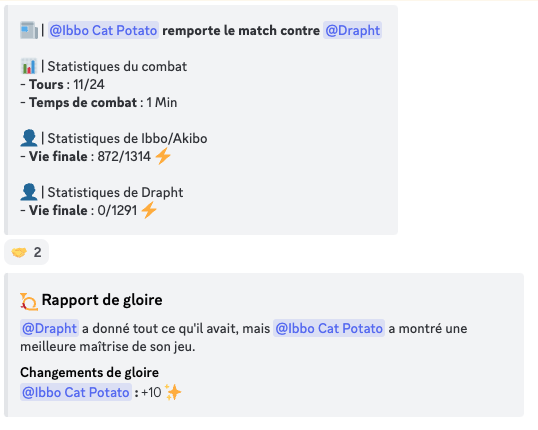 | @Ibbo Cat Potato remporte le match contre @Drapht
| Statistiques du combat
- Tours : 11/24
- Temps de combat : 1 Min
| Statistiques de Ibbo/Akibo
- Vie finale : 872/1314 ⚡
| Statistiques de Drapht
- Vie finale : 0/1291 ⚡
2
Rapport de gloire
@Drapht a donné tout ce qu'il avait, mais @Ibbo Cat Potato a montré une
meilleure maîtrise de son jeu.
Changements de gloire
@Ibbo Cat Potato : +10 ✨